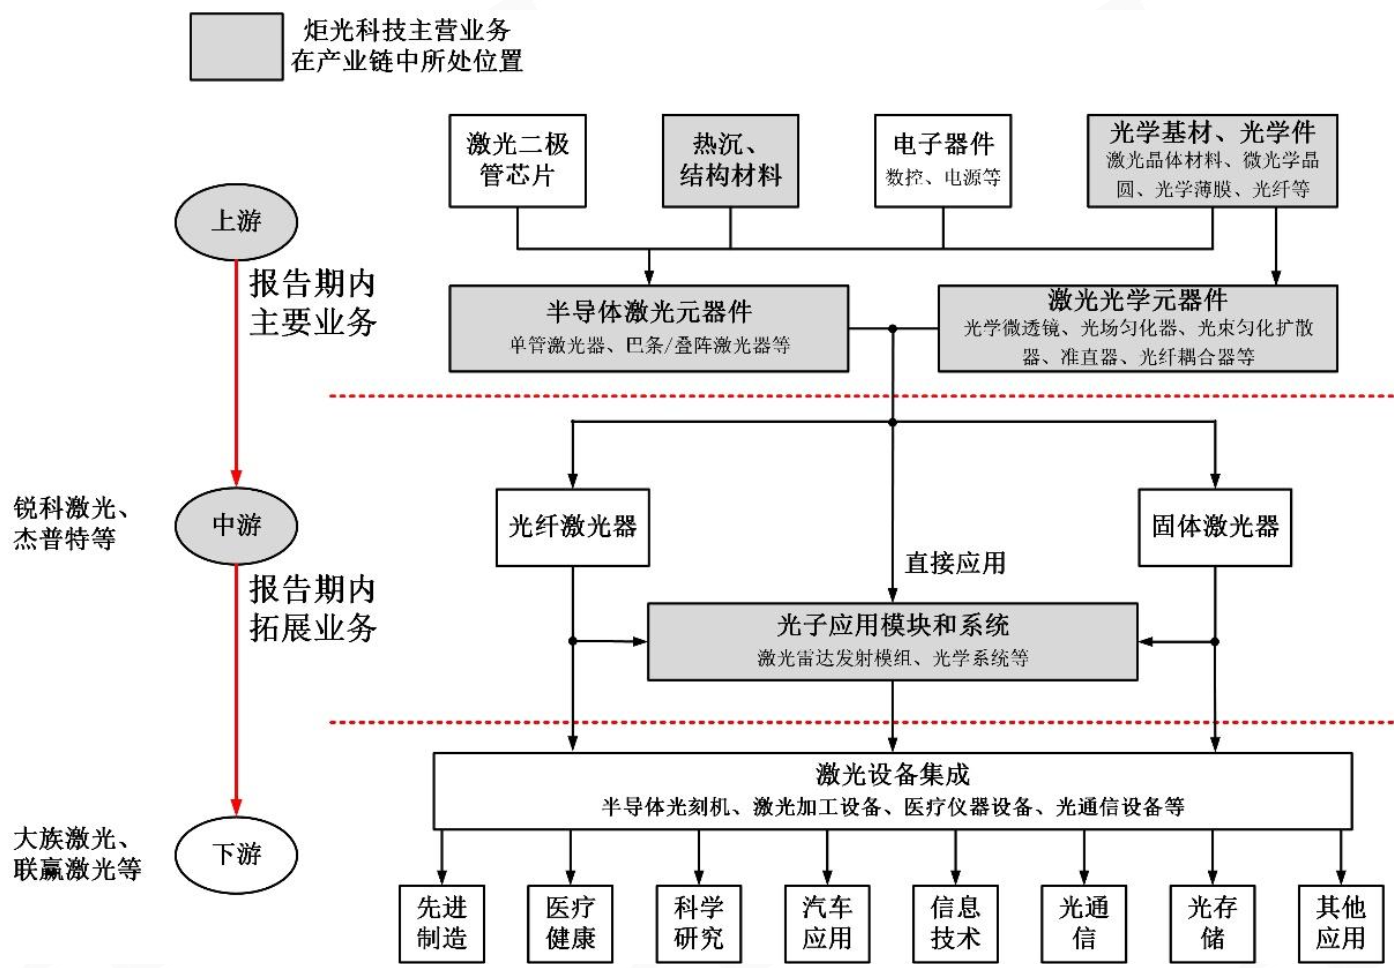 炬光科技主营业务
在产业链中所处位置
激光二极
管芯片
热沉、
结构材料
电子器件
数控、电源等
光学基材、光学件
激光晶体材料、微光学晶
圆、光学薄膜、光纤等
上游
报告期内
主要业务
半导体激光元器件
单管激光器、巴条/叠阵激光器等
激光光学元器件
光学微透镜、光场匀化器、光束匀化扩散
器、准直器、光纤耦合器等
锐科激光、
杰普特等
中游
光纤激光器
固体激光器
直接应用
报告期内
拓展业务
光子应用模块和系统
激光雷达发射模组、光学系统等
激光设备集成
半导体光刻机、激光加工设备、医疗仪器设备、光通信设备等
大族激光、
联赢激光等
下游
先进
制造
医疗
健康
科学
研究
汽车
应用
信息
技术
光通
信
光存
储
其他
应用